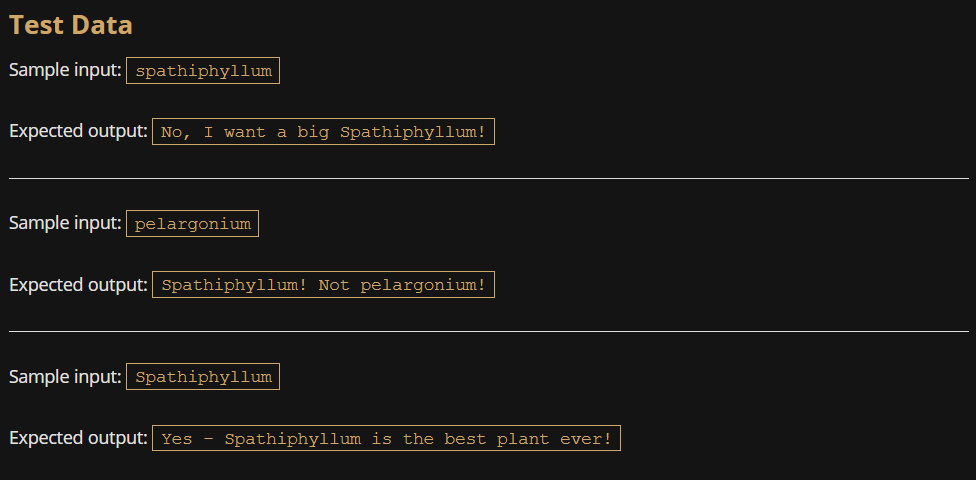 Test Data
Sample input: spathiphyllum
Expected output: No, I want a big Spathiphyllum!
Sample input: pelargonium
Expected output: Spathiphyllum! Not pelargonium!
Sample input: Spathiphyllum
Expected output: Yes - Spathiphyllum is the best plant ever!